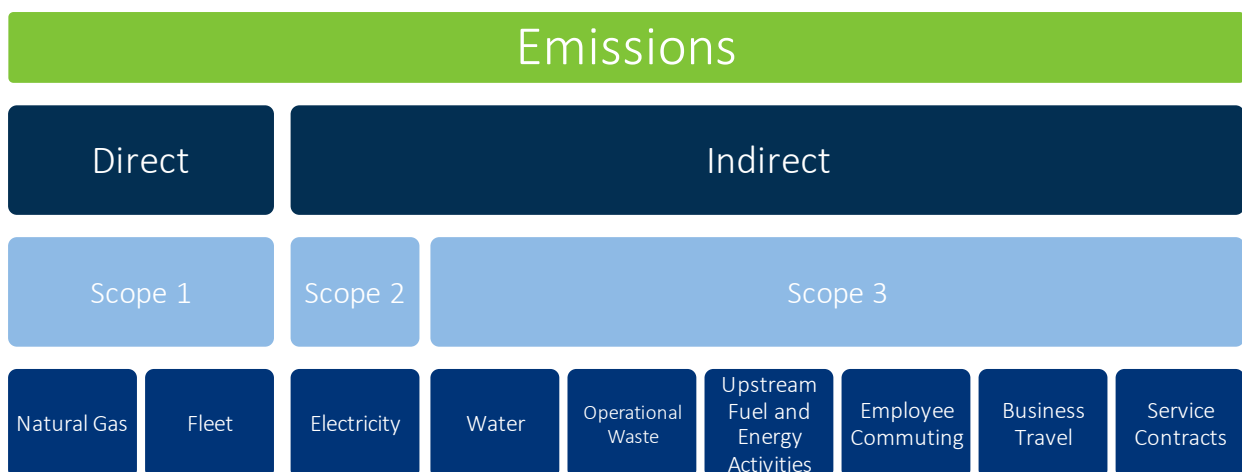 Emissions
Direct
Indirect
Scope 1
Scope 2
Scope 3
Natural Gas
Fleet
Electricity
Water
Operational
Waste
Upstream
Fuel and
Energy
Activities
Employee
Commuting
Business
Travel
Service
Contracts